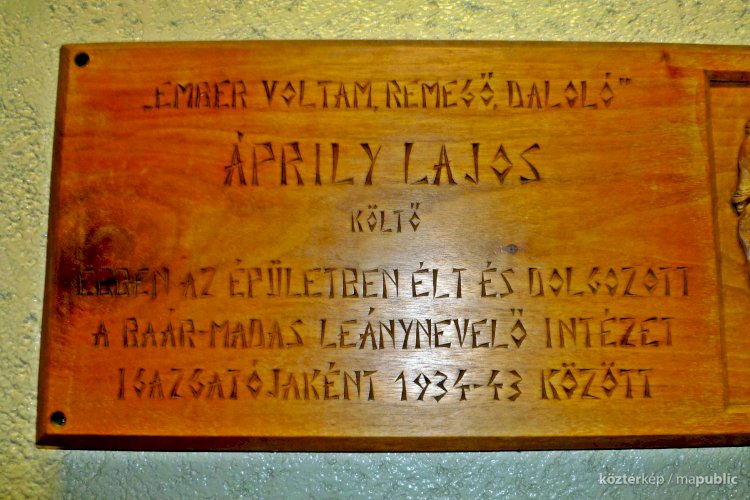 „EMBER VOLTAM, REMEGŐ, DALOLÓ"
ÁPRILY LAJOS
KÖLTŐ
EBBEN AZ ÉPÜLETBEN ÉLT ÉS DOLGOZOTT
A BAÁR-MADAS LEÁNYNEVELŐ INTÉZET
IGAZGATÓJAKÉNT 1934-43 KÖZÖTT
köztérkép / mapublic